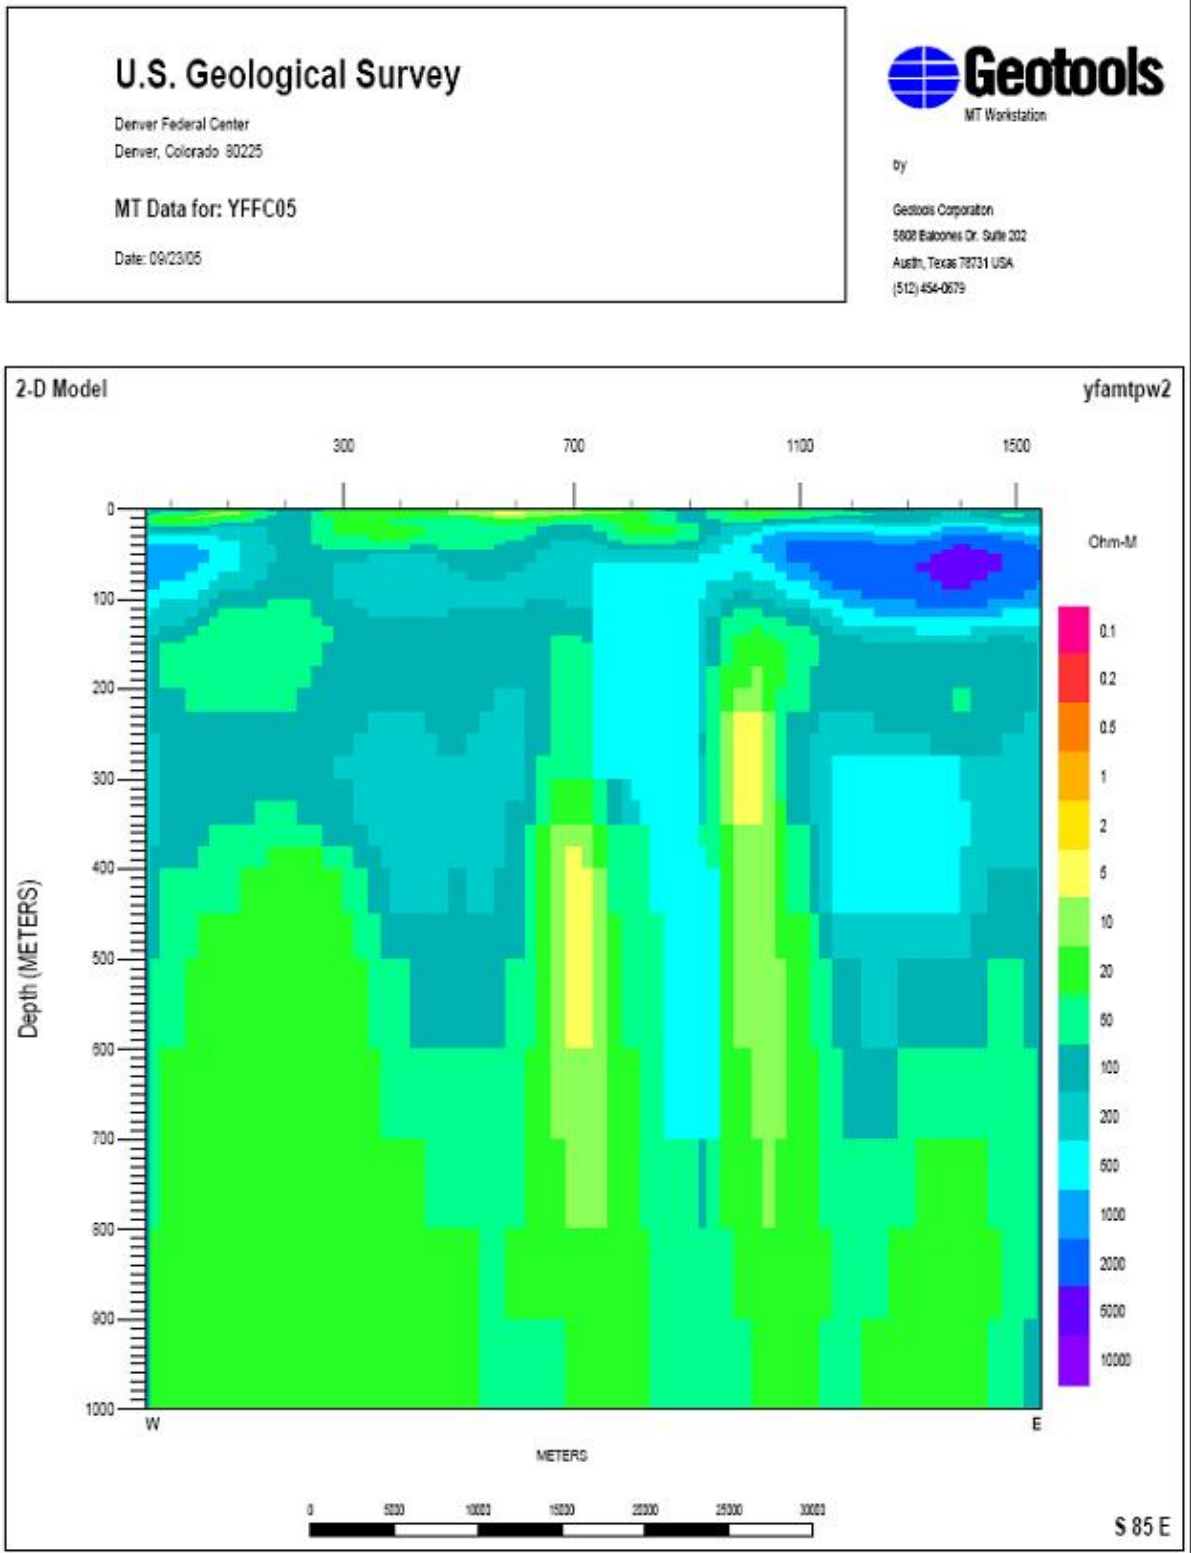 U.S. Geological Survey
Denver Federal Center
Denver, Colorado 80225
MT Data for: YFFC05
Date: 09/23/05
Geotools
MT Workstation
by
Geotools Corporation
5808 Balcones Dr. Suite 202
Austin, Texas 78731 USA
(512) 454-0679
2-D Model
yfamtpw2
300 700 1100 1500
Ohm-M
0
100
200
300
400
500
600
700
800
900
1000
Depth (METERS)
0.1
0.2
0.5
1
2
5
10
20
50
100
200
500
1000
2000
5000
10000
W E
METERS
0 5000 10000 15000 20000 25000 30000
S 85 E